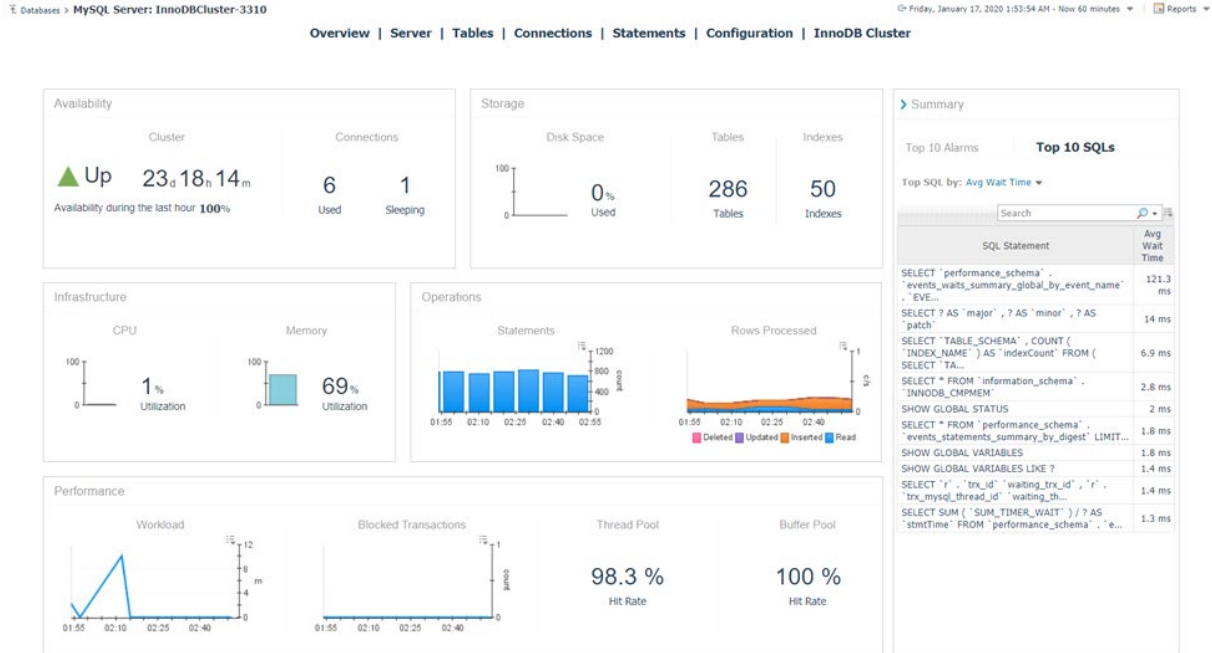 Databases > MySQL Server: InnoDBCluster-3310
Friday, January 17, 2020 1:53:54 AM - Now 60 minutes
Reports
Overview | Server | Tables | Connections | Statements | Configuration | InnoDB Cluster
Availability
Cluster
Connections
Up
23d 18h 14m
6
1
Used
Sleeping
Availability during the last hour 100%
Storage
Disk Space
Tables
Indexes
100
0
0%
Used
286
Tables
50
Indexes
Infrastructure
CPU
Memory
100
0
1%
Utilization
100
0
69%
Utilization
Operations
Statements
Rows Processed
1200
800
400
0
count
01:55 02:10 02:25 02:40 02:55
1
0
c/s
01:55 02:10 02:25 02:40
Deleted Updated Inserted Read
Performance
Workload
Blocked Transactions
Thread Pool
Buffer Pool
12
8
4
0
m
01:55 02:10 02:25 02:40
1
0
count
01:55 02:10 02:25 02:40
98.3 %
Hit Rate
100 %
Hit Rate
Summary
Top 10 Alarms
Top 10 SQLs
Top SQL by: Avg Wait Time
Search
SQL Statement
Avg
Wait
Time
SELECT `performance_schema` .
`events_waits_summary_global_by_event_name`
. `EVE...
121.3
ms
SELECT ? AS `major` , ? AS `minor` , ? AS
`patch`
14 ms
SELECT `TABLE_SCHEMA` , COUNT (
`INDEX_NAME` ) AS `indexCount` FROM (
SELECT `TA...
6.9 ms
SELECT * FROM `information_schema` .
`INNODB_CMPMEM`
2.8 ms
SHOW GLOBAL STATUS
2 ms
SELECT * FROM `performance_schema` .
`events_statements_summary_by_digest` LIMIT...
1.8 ms
SHOW GLOBAL VARIABLES
1.8 ms
SHOW GLOBAL VARIABLES LIKE ?
1.4 ms
SELECT `r` . `trx_id` `waiting_trx_id` , `r` .
`trx_mysql_thread_id` `waiting_th...
1.4 ms
SELECT SUM ( `SUM_TIMER_WAIT` ) / ? AS
`stmtTime` FROM `performance_schema` . `e...
1.3 ms